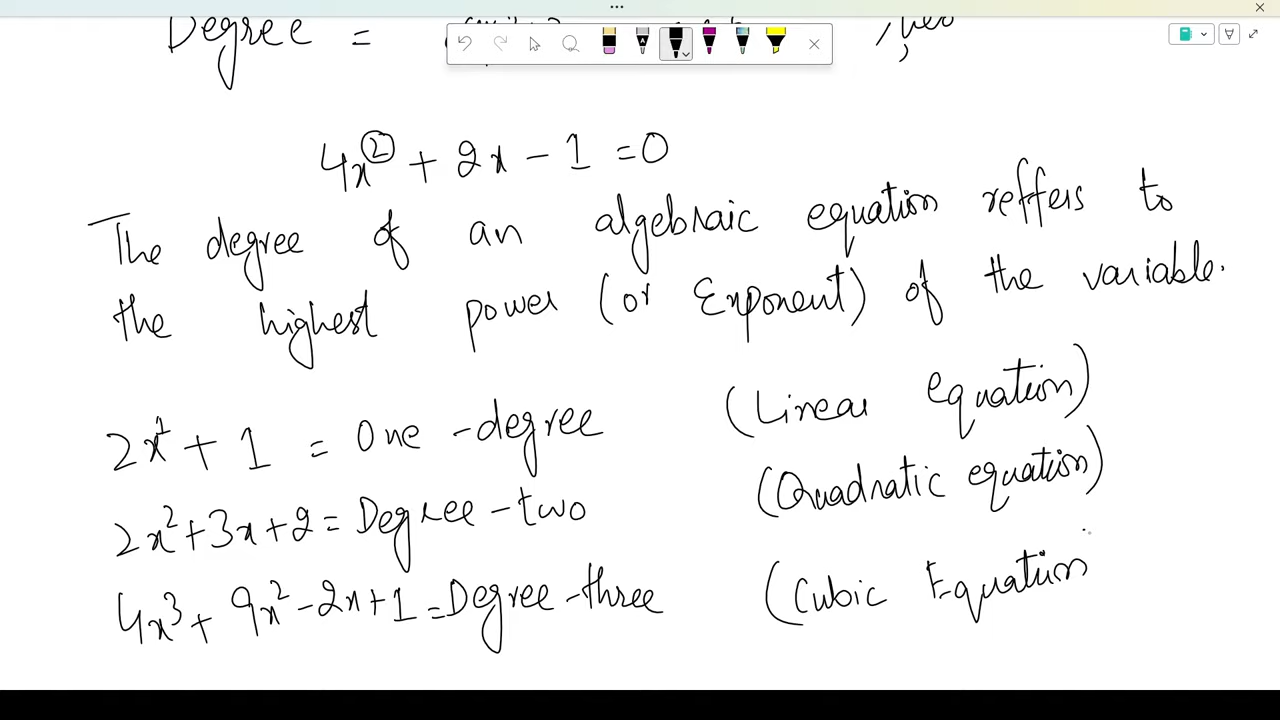 Degree =
4x² + 2x - 1 = 0
The degree of an algebraic equation reffers to
the highest power (or Exponent) of the variable.
2x¹ + 1 = One-degree (Linear equation)
2x²+3x+2 = Degree-two (Quadratic equation)
4x³ + 9x² - 2x + 1 = Degree-three (Cubic Equation